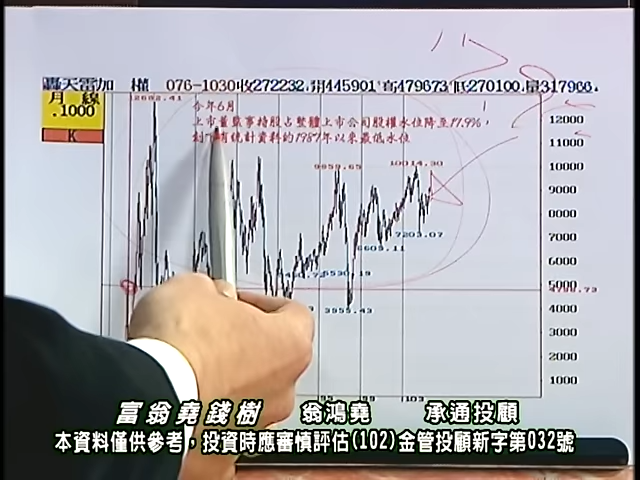 轟天雷加 權 076-1030收272232.開445901高479673低270100.量317966.
月 線
.1000
K
12682.41
今年6月
上市董監事持股占整體上市公司股權水位降至17.9%，
創下有統計資料的1987年以來最低水位
12000
11000
10000
9000
8000
7000
6000
5000
4000
3000
2000
1000
9859.65
10014.30
7203.07
6609.11
3955.43
4798.73
103
富翁堯錢樹 翁鴻堯 承通投顧
本資料僅供參考，投資時應審慎評估(102)金管投顧新字第032號